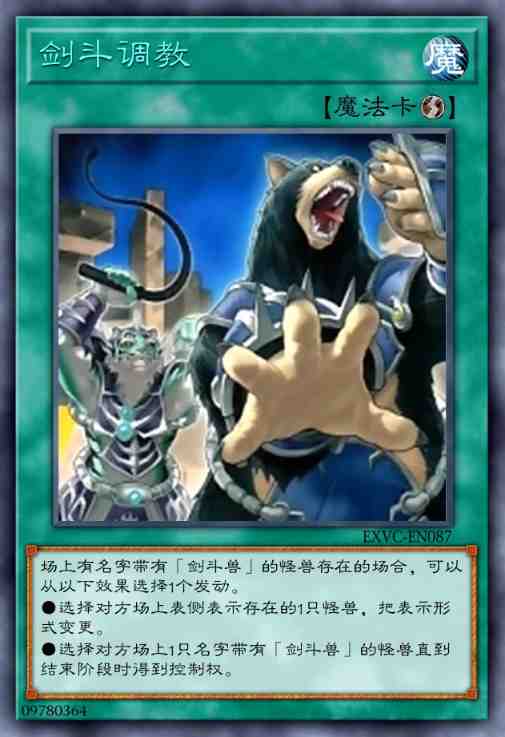 剑斗调教
魔
【魔法卡】
EXVC-EN087
场上有名字带有「剑斗兽」的怪兽存在的场合，可以
从以下效果选择1个发动。
●选择对方场上表侧表示存在的1只怪兽，把表示形
式变更。
●选择对方场上1只名字带有「剑斗兽」的怪兽直到
结束阶段时得到控制权。
09780364